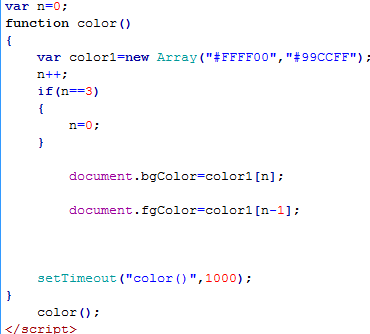 var n=0;
function color()
{
var color1=new Array("#FFFF00","#99CCFF");
n++;
if(n==3)
{
n=0;
}
document.bgColor=color1[n];
document.fgColor=color1[n-1];
setTimeout("color()",1000);
}
color();
</script>